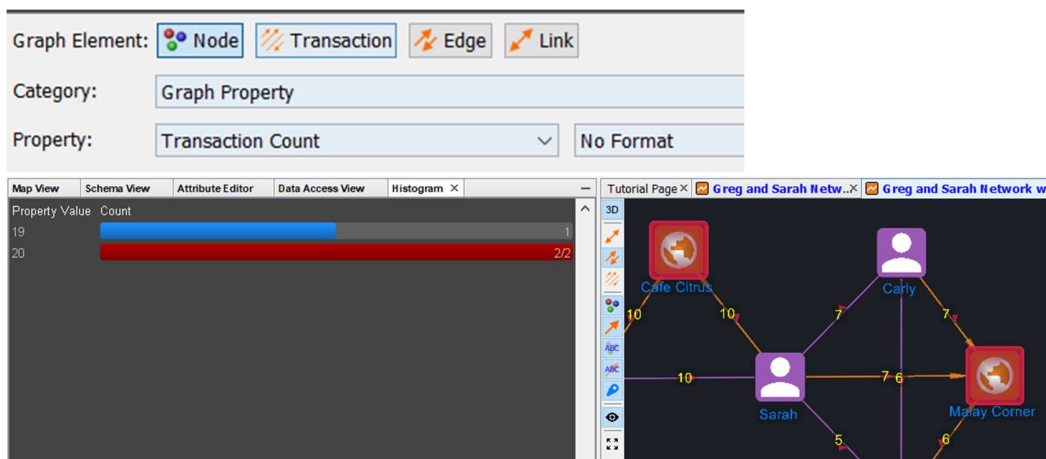 Graph Element: Node Transaction Edge Link
Category: Graph Property
Property: Transaction Count No Format
Map View Schema View Attribute Editor Data Access View Histogram × –
Property Value Count
19 1
20 2/2
Tutorial Page × Greg and Sarah Netw..× Greg and Sarah Network w
3D
ABC
ABC
Cafe Citrus
Carly
10 10 7 7
10 7 6
Sarah
Malay Corner
5 6